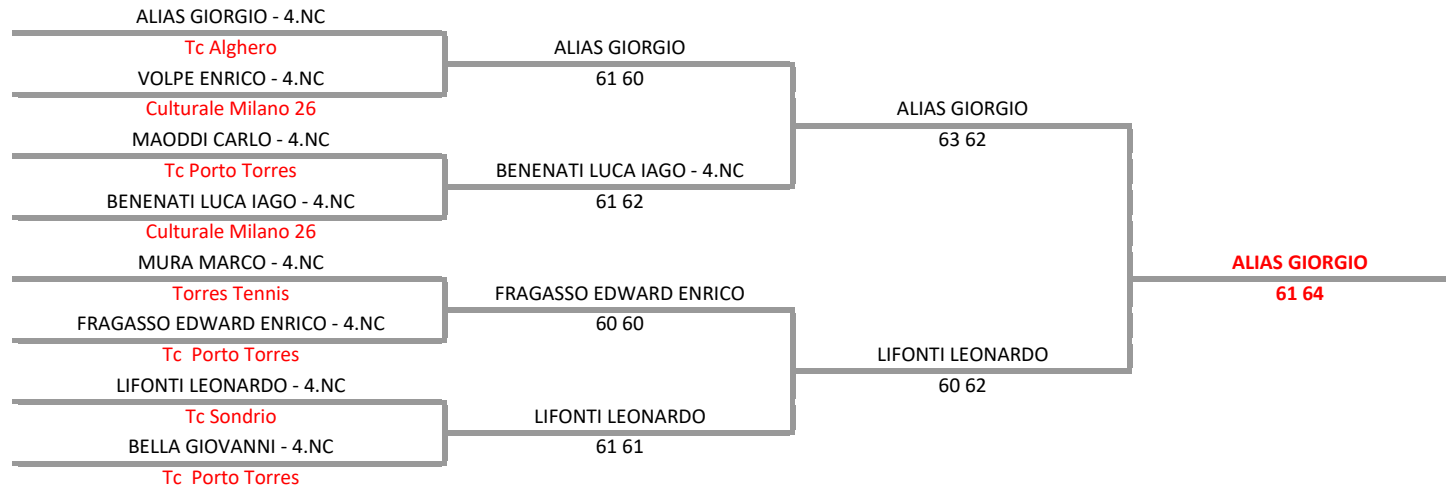 ALIAS GIORGIO - 4.NC
Tc Alghero
VOLPE ENRICO - 4.NC
Culturale Milano 26
MAODDI CARLO - 4.NC
Tc Porto Torres
BENENATI LUCA IAGO - 4.NC
Culturale Milano 26
MURA MARCO - 4.NC
Torres Tennis
FRAGASSO EDWARD ENRICO - 4.NC
Tc  Porto Torres
LIFONTI LEONARDO - 4.NC
Tc Sondrio
BELLA GIOVANNI - 4.NC
Tc  Porto Torres
ALIAS GIORGIO
61 60
BENENATI LUCA IAGO - 4.NC
61 62
FRAGASSO EDWARD ENRICO
60 60
LIFONTI LEONARDO
61 61
ALIAS GIORGIO
63 62
LIFONTI LEONARDO
60 62
ALIAS GIORGIO
61 64